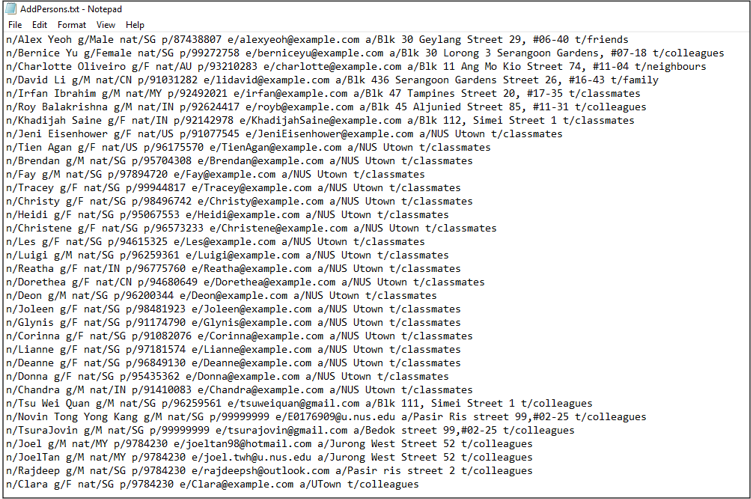 AddPersons.txt - Notepad
File Edit Format View Help
n/Alex Yeoh g/Male nat/SG p/87438807 e/alexyeoh@example.com a/Blk 30 Geylang Street 29, #06-40 t/friends
n/Bernice Yu g/Female nat/SG p/99272758 e/berniceyu@example.com a/Blk 30 Lorong 3 Serangoon Gardens, #07-18 t/colleagues
n/Charlotte Oliveiro g/F nat/AU p/93210283 e/charlotte@example.com a/Blk 11 Ang Mo Kio Street 74, #11-04 t/neighbours
n/David Li g/M nat/CN p/91031282 e/lidavid@example.com a/Blk 436 Serangoon Gardens Street 26, #16-43 t/family
n/Irfan Ibrahim g/M nat/MY p/92492021 e/irfan@example.com a/Blk 47 Tampines Street 20, #17-35 t/classmates
n/Roy Balakrishna g/M nat/IN p/92624417 e/royb@example.com a/Blk 45 Aljunied Street 85, #11-31 t/colleagues
n/Khadijah Saine g/F nat/IN p/92142978 e/KhadijahSaine@example.com a/Blk 112, Simei Street 1 t/classmates
n/Jeni Eisenhower g/F nat/US p/91077545 e/JeniEisenhower@example.com a/NUS Utown t/classmates
n/Tien Agan g/F nat/US p/96175570 e/TienAgan@example.com a/NUS Utown t/classmates
n/Brendan g/M nat/SG p/95704308 e/Brendan@example.com a/NUS Utown t/classmates
n/Fay g/M nat/SG p/97894720 e/Fay@example.com a/NUS Utown t/classmates
n/Tracey g/F nat/SG p/99944817 e/Tracey@example.com a/NUS Utown t/classmates
n/Christy g/F nat/SG p/98496742 e/Christy@example.com a/NUS Utown t/classmates
n/Heidi g/F nat/SG p/95067553 e/Heidi@example.com a/NUS Utown t/classmates
n/Christene g/F nat/SG p/96573233 e/Christene@example.com a/NUS Utown t/classmates
n/Les g/F nat/SG p/94615325 e/Les@example.com a/NUS Utown t/classmates
n/Luigi g/M nat/SG p/96259361 e/Luigi@example.com a/NUS Utown t/classmates
n/Reatha g/F nat/IN p/96775760 e/Reatha@example.com a/NUS Utown t/classmates
n/Dorethea g/F nat/CN p/94680649 e/Dorethea@example.com a/NUS Utown t/classmates
n/Deon g/M nat/SG p/96200344 e/Deon@example.com a/NUS Utown t/classmates
n/Joleen g/F nat/SG p/98481923 e/Joleen@example.com a/NUS Utown t/classmates
n/Glynis g/F nat/SG p/91174790 e/Glynis@example.com a/NUS Utown t/classmates
n/Corinna g/F nat/SG p/91082076 e/Corinna@example.com a/NUS Utown t/classmates
n/Lianne g/F nat/SG p/97181574 e/Lianne@example.com a/NUS Utown t/classmates
n/Deanne g/F nat/SG p/96849130 e/Deanne@example.com a/NUS Utown t/classmates
n/Donna g/F nat/SG p/95435362 e/Donna@example.com a/NUS Utown t/classmates
n/Chandra g/M nat/IN p/91410083 e/Chandra@example.com a/NUS Utown t/classmates
n/Tsu Wei Quan g/M nat/SG p/96259561 e/tsuweiquan@gmail.com a/Blk 111, Simei Street 1 t/colleagues
n/Novin Tong Yong Kang g/M nat/SG p/99999999 e/E0176909@u.nus.edu a/Pasir Ris street 99,#02-25 t/colleagues
n/TsuraJovin g/M nat/SG p/99999999 e/tsurajovin@gmail.com a/Bedok street 99,#02-25 t/colleagues
n/Joel g/M nat/MY p/9784230 e/joeltan98@hotmail.com a/Jurong West Street 52 t/colleagues
n/JoelTan g/M nat/MY p/9784230 e/joel.twh@u.nus.edu a/Jurong West Street 52 t/colleagues
n/Rajdeep g/M nat/SG p/9784230 e/rajdeepsh@outlook.com a/Pasir ris street 2 t/colleagues
n/Clara g/F nat/SG p/9784230 e/Clara@example.com a/UTown t/colleagues